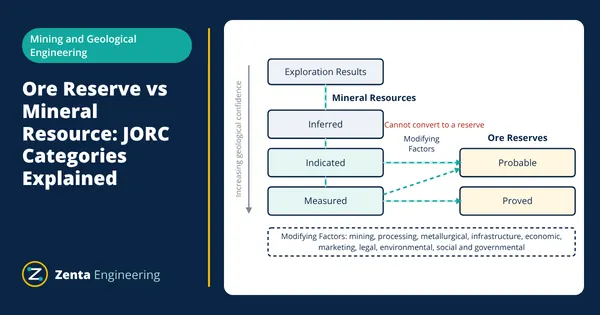 Mining and Geological
Engineering
Ore Reserve vs
Mineral
Resource: JORC
Categories
Explained
Zenta Engineering
Increasing geological confidence
Exploration Results
Mineral Resources
Inferred
Cannot convert to a reserve
Modifying
Factors
Ore Reserves
Indicated
Probable
Measured
Proved
Modifying Factors: mining, processing, metallurgical, infrastructure, economic,
marketing, legal, environmental, social and governmental